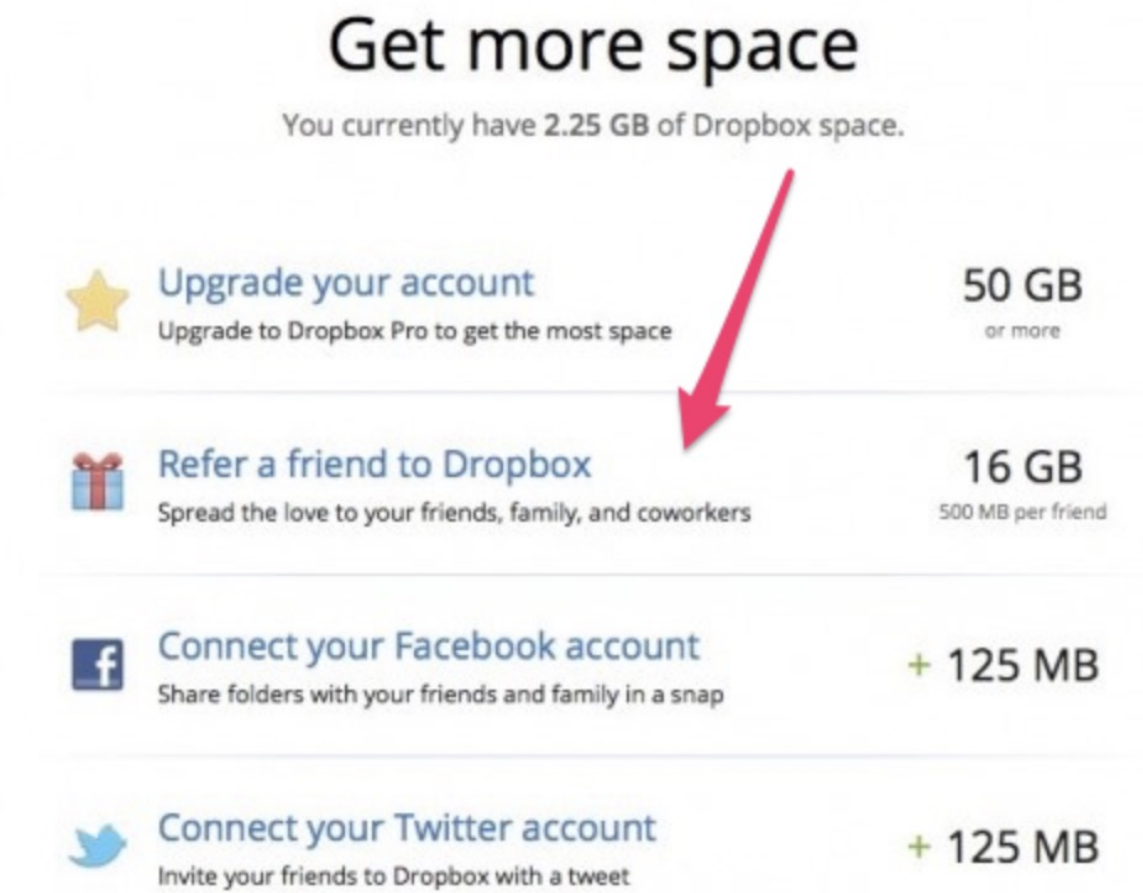 Get more space
You currently have 2.25 GB of Dropbox space.
Upgrade your account
50 GB
Upgrade to Dropbox Pro to get the most space
or more
Refer a friend to Dropbox
16 GB
Spread the love to your friends, family, and coworkers
500 MB per friend
Connect your Facebook account
+ 125 MB
Share folders with your friends and family in a snap
Connect your Twitter account
+ 125 MB
Invite your friends to Dropbox with a tweet